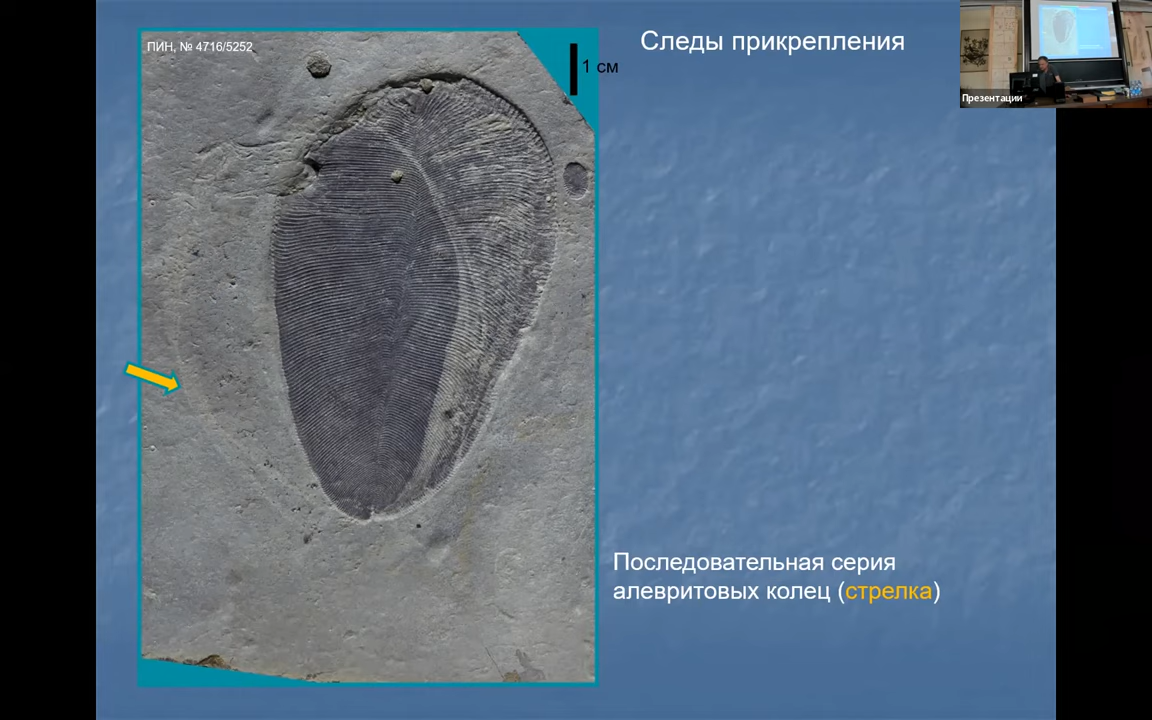 ПИН, № 4716/5252
1 см
Следы прикрепления
Презентации
Последовательная серия
алевритовых колец (стрелка)